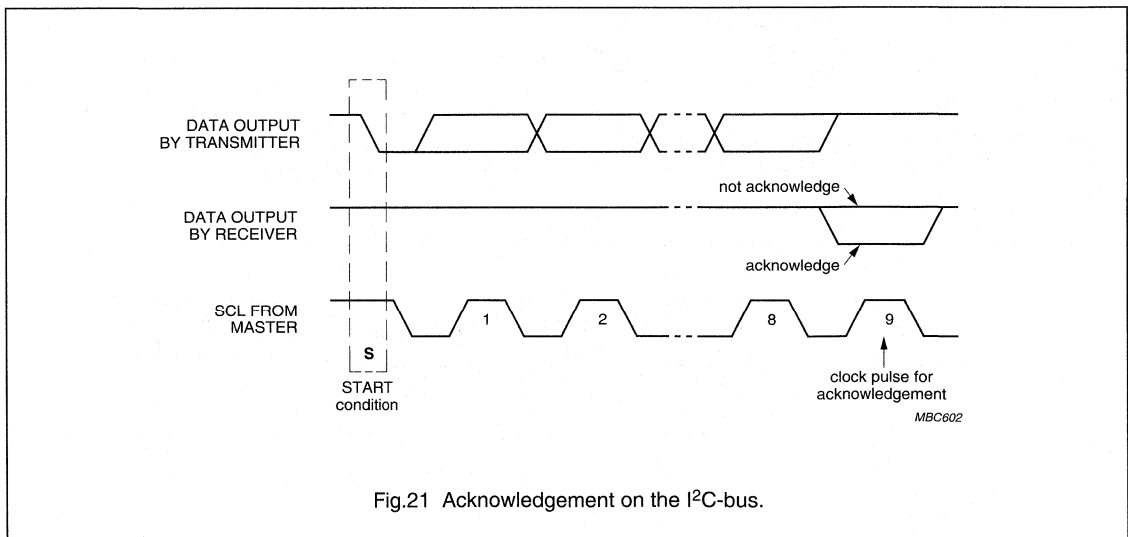 DATA OUTPUT
BY TRANSMITTER
not acknowledge
DATA OUTPUT
BY RECEIVER
acknowledge
SCL FROM
MASTER
1
2
8
9
S
START
condition
clock pulse for
acknowledgement
MBC602
Fig.21 Acknowledgement on the I²C-bus.